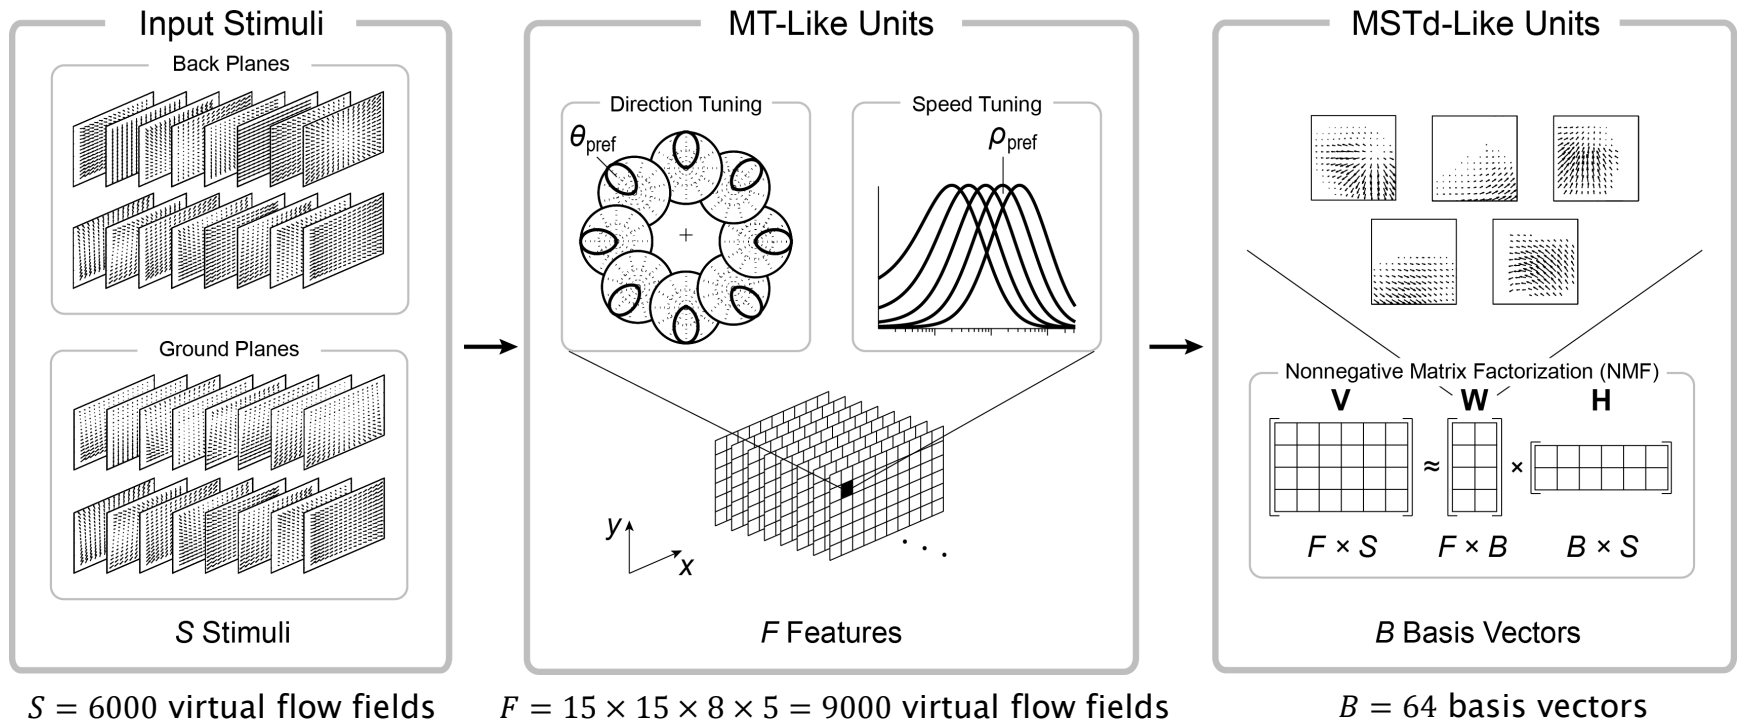 Input Stimuli
Back Planes
Ground Planes
S Stimuli
S = 6000 virtual flow fields
MT-Like Units
Direction Tuning
θpref
Speed Tuning
ρpref
y
x
. . .
F Features
F = 15 × 15 × 8 × 5 = 9000 virtual flow fields
MSTd-Like Units
Nonnegative Matrix Factorization (NMF)
V W H
≈ ×
F × S F × B B × S
B Basis Vectors
B = 64 basis vectors